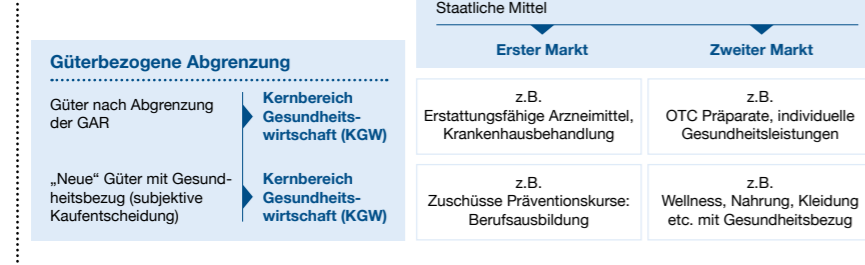 Staatliche Mittel
Erster Markt
Zweiter Markt
Güterbezogene Abgrenzung
Güter nach Abgrenzung
der GAR
Kernbereich
Gesundheits-
wirtschaft (KGW)
z.B.
Erstattungsfähige Arzneimittel,
Krankenhausbehandlung
z.B.
OTC Präparate, individuelle
Gesundheitsleistungen
„Neue“ Güter mit Gesund-
heitsbezug (subjektive
Kaufentscheidung)
Kernbereich
Gesundheits-
wirtschaft (KGW)
z.B.
Zuschüsse Präventionskurse:
Berufsausbildung
z.B.
Wellness, Nahrung, Kleidung
etc. mit Gesundheitsbezug